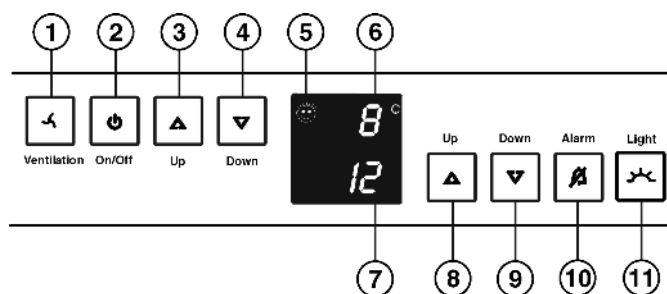 1 2 3 4 5 6
8 C
12
Ventilation On/Off Up Down
Up Down Alarm Light
7 8 9 10 11